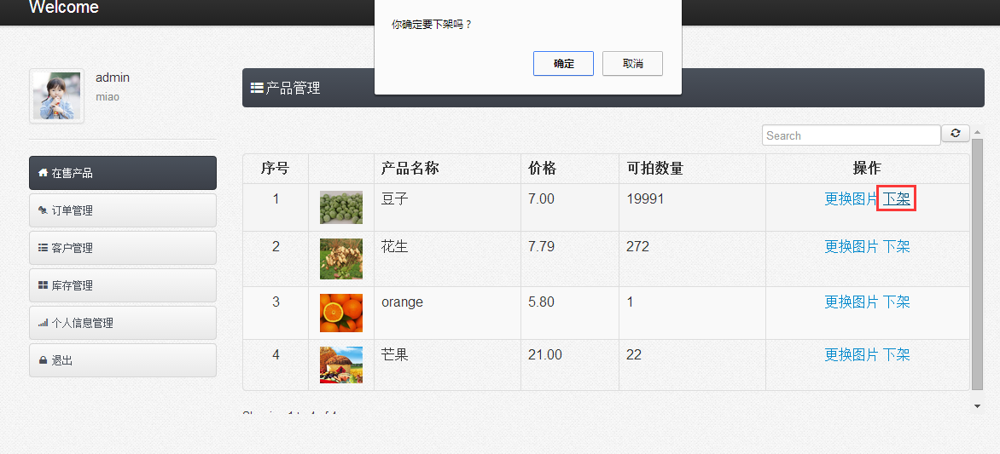 Welcome
你确定要下架吗？
确定 取消
admin
miao
产品管理
Search
在售产品
订单管理
客户管理
库存管理
个人信息管理
退出
序号 产品名称 价格 可拍数量 操作
1 豆子 7.00 19991 更换图片 下架
2 花生 7.79 272 更换图片 下架
3 orange 5.80 1 更换图片 下架
4 芒果 21.00 22 更换图片 下架